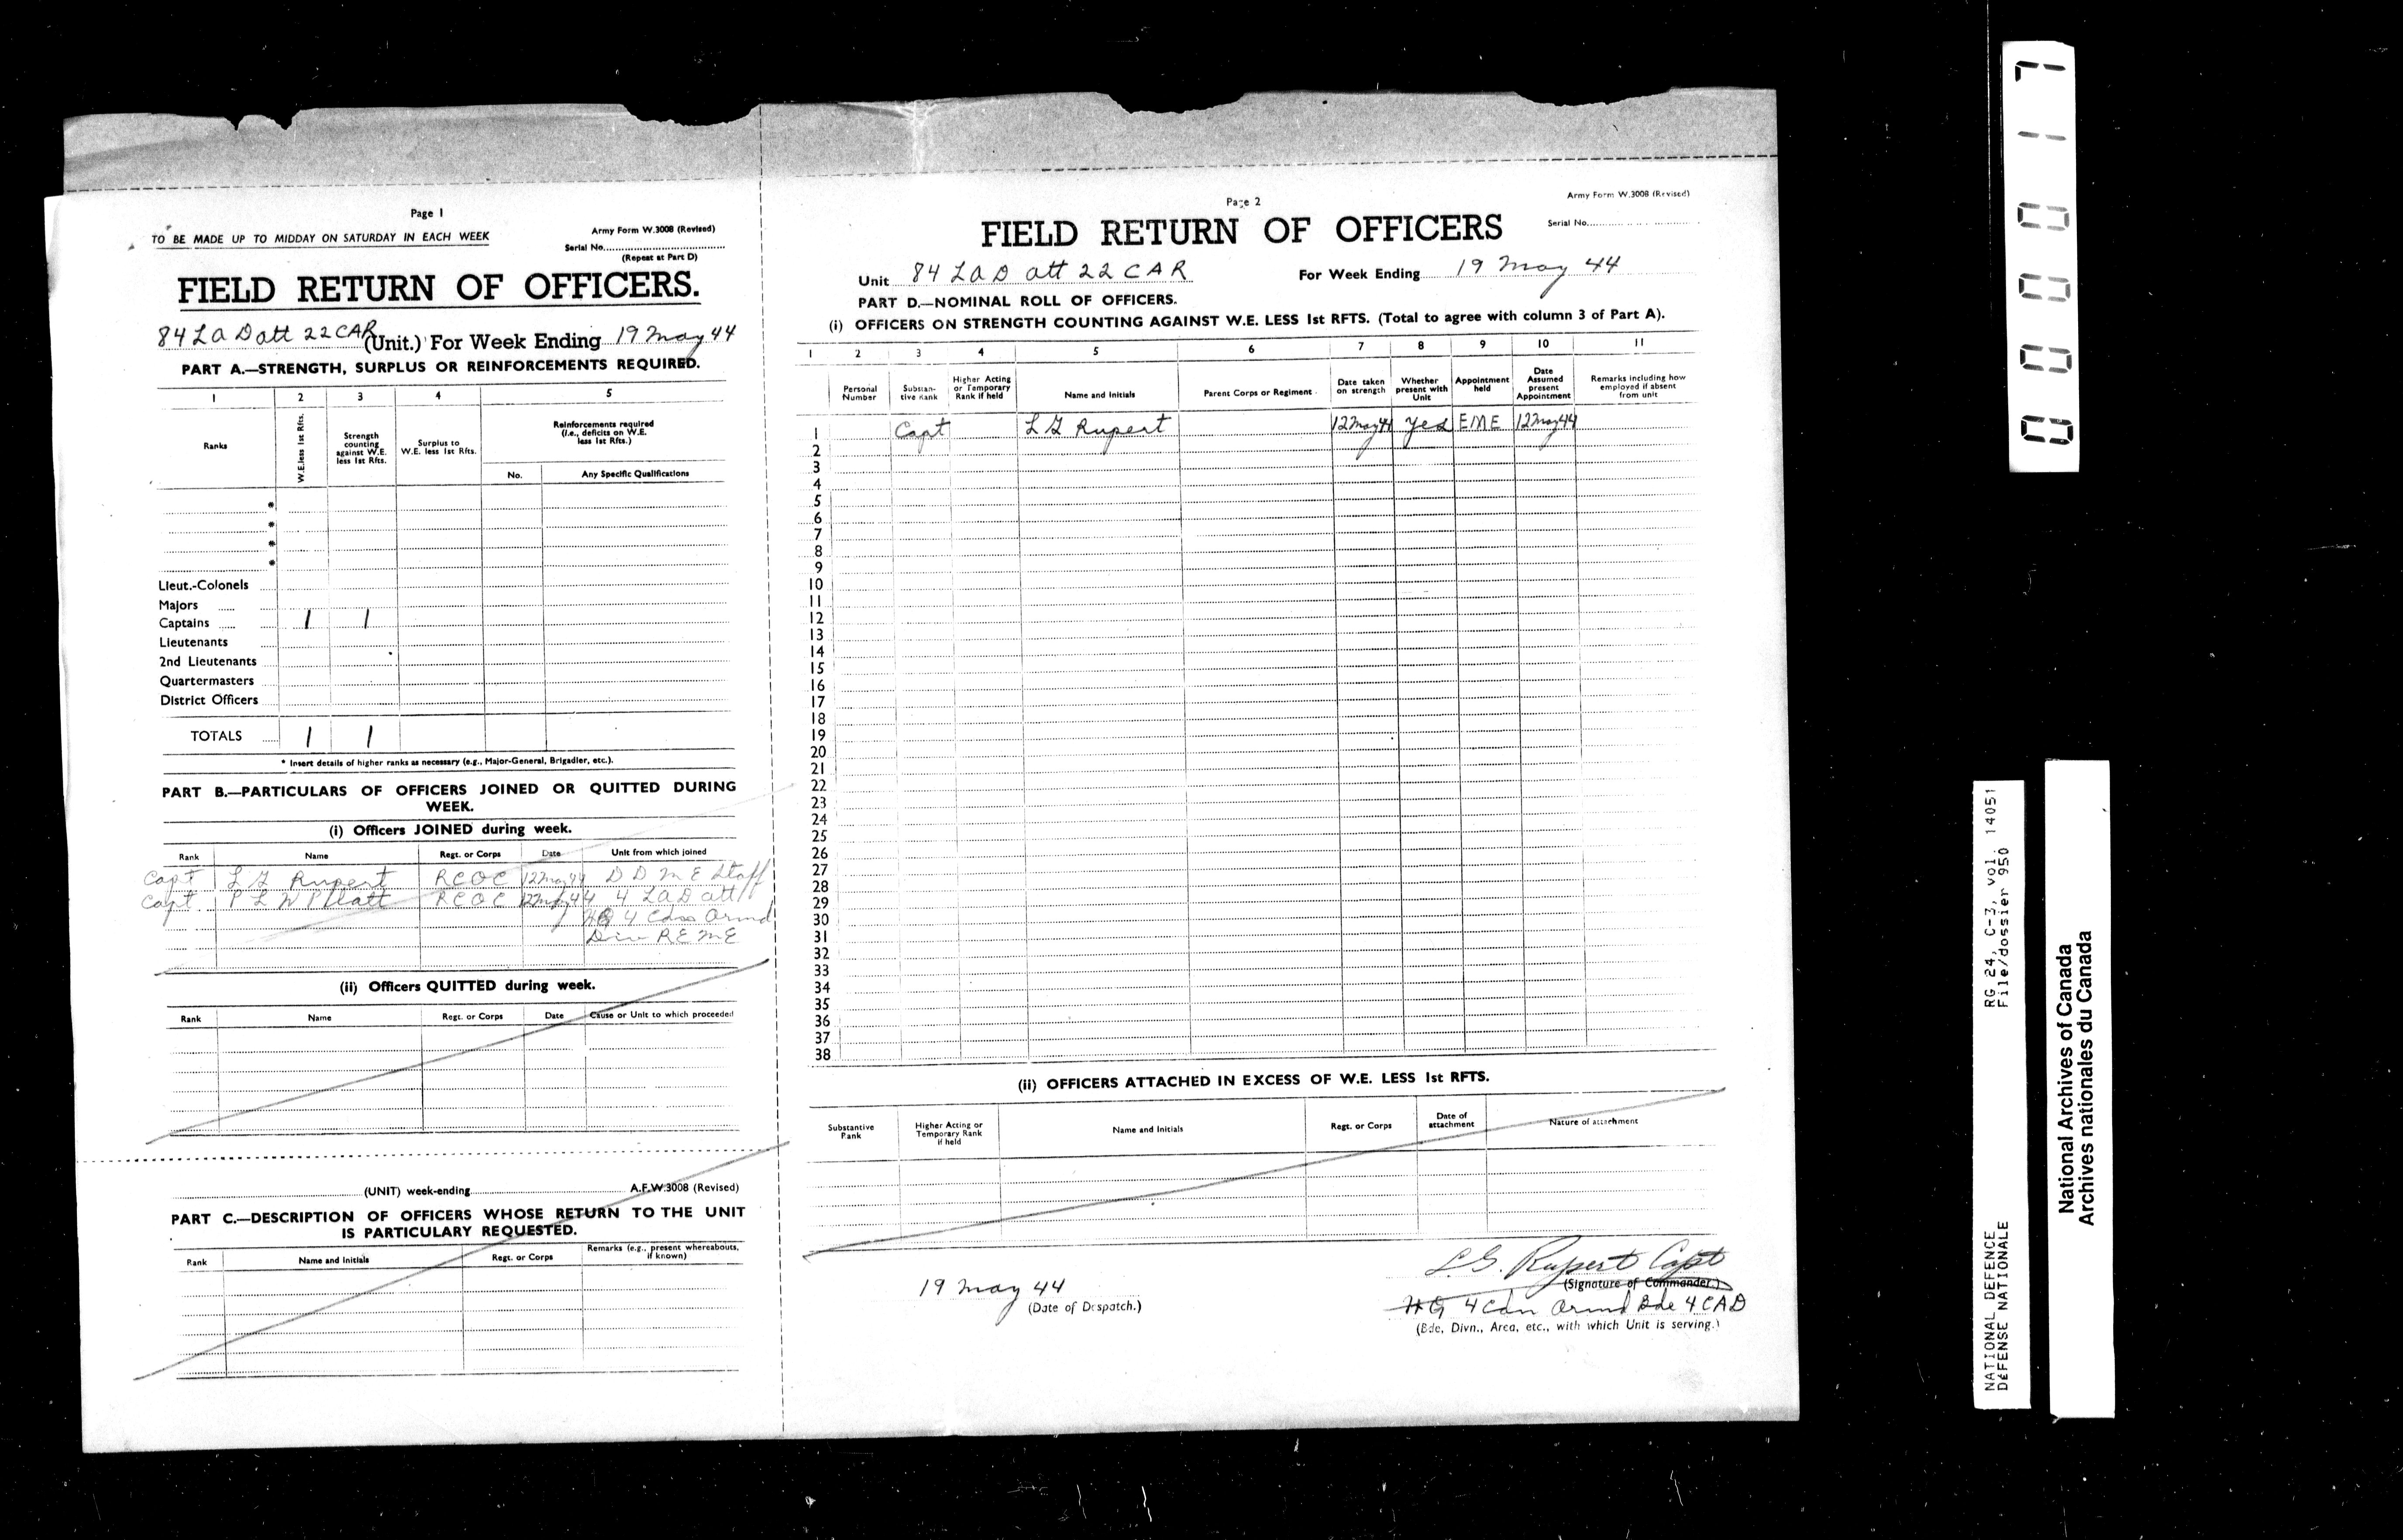 Page 1
TO BE MADE UP TO MIDDAY ON SATURDAY IN EACH WEEK
Army Form W.3008 (Revised)
Serial No.
(Repeat at Part D)
FIELD RETURN OF OFFICERS.
84 LAD att 22 CAR (Unit.) For Week Ending 19 May 44
PART A.—STRENGTH, SURPLUS OR REINFORCEMENTS REQUIRED.
1 2 3 4 5
Ranks
W.E. less 1st Rfts.
Strength counting against W.E. less 1st Rfts.
Surplus to W.E. less 1st Rfts.
Reinforcements required (i.e., deficits on W.E. less 1st Rfts.)
No. Any Specific Qualifications
*
*
*
*
Lieut.-Colonels
Majors
Captains 1 1
Lieutenants
2nd Lieutenants
Quartermasters
District Officers
TOTALS 1 1
* Insert details of higher ranks as necessary (e.g., Major-General, Brigadier, etc.).
PART B.—PARTICULARS OF OFFICERS JOINED OR QUITTED DURING
WEEK.
(i) Officers JOINED during week.
Rank Name Regt. or Corps Date Unit from which joined
Capt L G Rupert RCOC 12 May 44 D D M E Staff
Capt P L W RCOC 12 May 44 4 LAD att
HQ 4 Can Armd
Div REME
(ii) Officers QUITTED during week.
Rank Name Regt. or Corps Date Cause or Unit to which proceeded
(UNIT) week-ending A.F.W.3008 (Revised)
PART C.—DESCRIPTION OF OFFICERS WHOSE RETURN TO THE UNIT
IS PARTICULARY REQUESTED.
Rank Name and Initials Regt. or Corps Remarks (e.g., present whereabouts, if known)
Page 2
Army Form W.3008 (Revised)
FIELD RETURN OF OFFICERS
Serial No.
Unit 84 LAD att 22 CAR For Week Ending 19 May 44
PART D.—NOMINAL ROLL OF OFFICERS.
(i) OFFICERS ON STRENGTH COUNTING AGAINST W.E. LESS 1st RFTS. (Total to agree with column 3 of Part A).
1 2 3 4 5 6 7 8 9 10 11
Personal Number
Substantive Rank
Higher Acting or Temporary Rank if held
Name and Initials
Parent Corps or Regiment
Date taken on strength
Whether present with Unit
Appointment held
Date Assumed present Appointment
Remarks including how employed if absent from unit
1 Capt L G Rupert 12 May 44 Yes EME 12 May 44
2
3
4
5
6
7
8
9
10
11
12
13
14
15
16
17
18
19
20
21
22
23
24
25
26
27
28
29
30
31
32
33
34
35
36
37
38
(ii) OFFICERS ATTACHED IN EXCESS OF W.E. LESS 1st RFTS.
Substantive Rank
Higher Acting or Temporary Rank if held
Name and Initials
Regt. or Corps
Date of attachment
Nature of attachment
19 May 44
(Date of Despatch.)
L.G. Rupert Capt
(Signature of Commander.)
HQ 4 Can Armd Bde 4 CAD
(Bde, Divn., Area, etc., with which Unit is serving.)
000017
RG 24, C-3, vol. 14051
File/dossier 950
NATIONAL DEFENCE
DÉFENSE NATIONALE
National Archives of Canada
Archives nationales du Canada